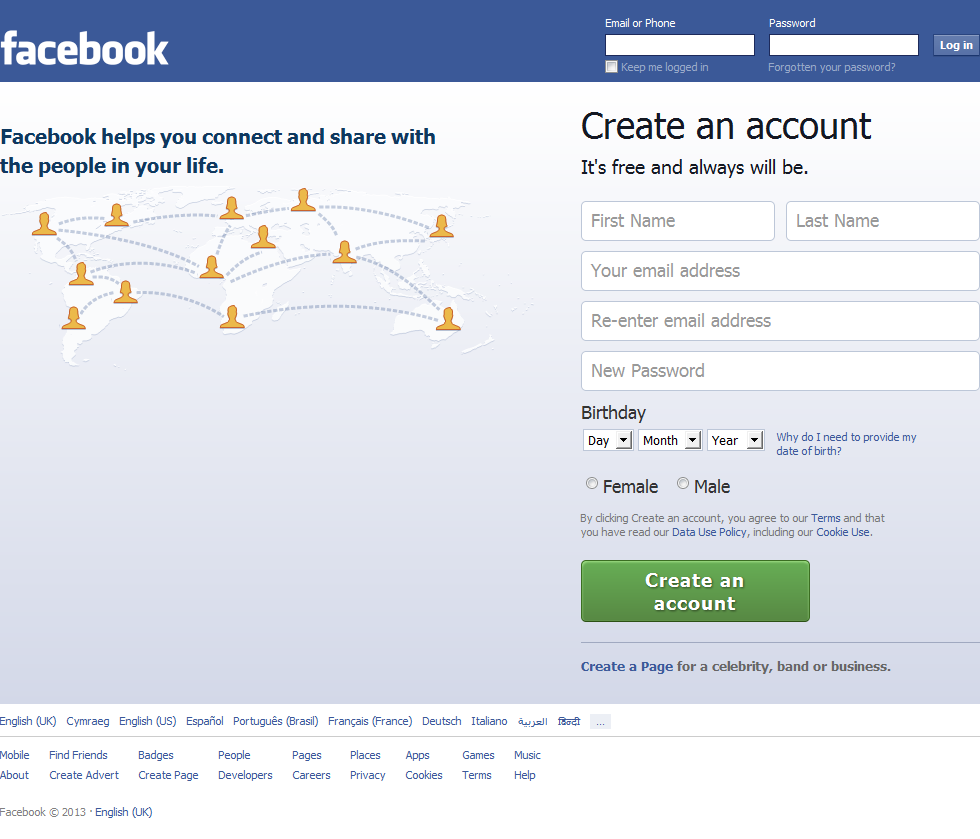 Email or Phone Password
facebook Log in
Keep me logged in Forgotten your password?
Facebook helps you connect and share with
the people in your life.
Create an account
It's free and always will be.
First Name Last Name
Your email address
Re-enter email address
New Password
Birthday
Day Month Year Why do I need to provide my
date of birth?
Female Male
By clicking Create an account, you agree to our Terms and that
you have read our Data Use Policy, including our Cookie Use.
Create an
account
Create a Page for a celebrity, band or business.
English (UK) Cymraeg English (US) Español Português (Brasil) Français (France) Deutsch Italiano العربية हिन्दी ...
Mobile Find Friends Badges People Pages Places Apps Games Music
About Create Advert Create Page Developers Careers Privacy Cookies Terms Help
Facebook © 2013 · English (UK)